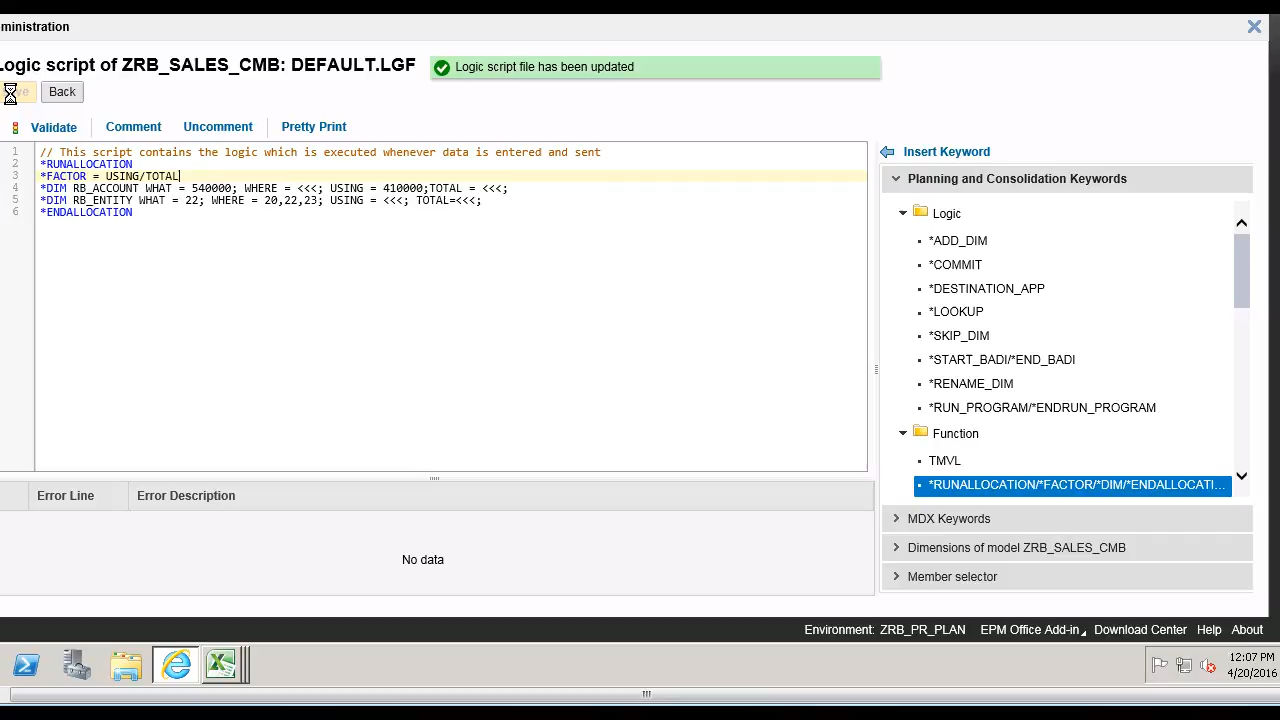 ministration
Logic script of ZRB_SALES_CMB: DEFAULT.LGF
Logic script file has been updated
Back
Validate
Comment
Uncomment
Pretty Print
1 // This script contains the logic which is executed whenever data is entered and sent
2 *RUNALLOCATION
3 *FACTOR = USING/TOTAL
4 *DIM RB_ACCOUNT WHAT = 540000; WHERE = <<<; USING = 410000;TOTAL = <<<;
5 *DIM RB_ENTITY WHAT = 22; WHERE = 20,22,23; USING = <<<; TOTAL=<<<;
6 *ENDALLOCATION
Insert Keyword
Planning and Consolidation Keywords
Logic
*ADD_DIM
*COMMIT
*DESTINATION_APP
*LOOKUP
*SKIP_DIM
*START_BADI/*END_BADI
*RENAME_DIM
*RUN_PROGRAM/*ENDRUN_PROGRAM
Function
TMVL
*RUNALLOCATION/*FACTOR/*DIM/*ENDALLOCATI...
MDX Keywords
Dimensions of model ZRB_SALES_CMB
Member selector
Error Line
Error Description
No data
Environment: ZRB_PR_PLAN
EPM Office Add-in
Download Center
Help
About
12:07 PM
4/20/2016